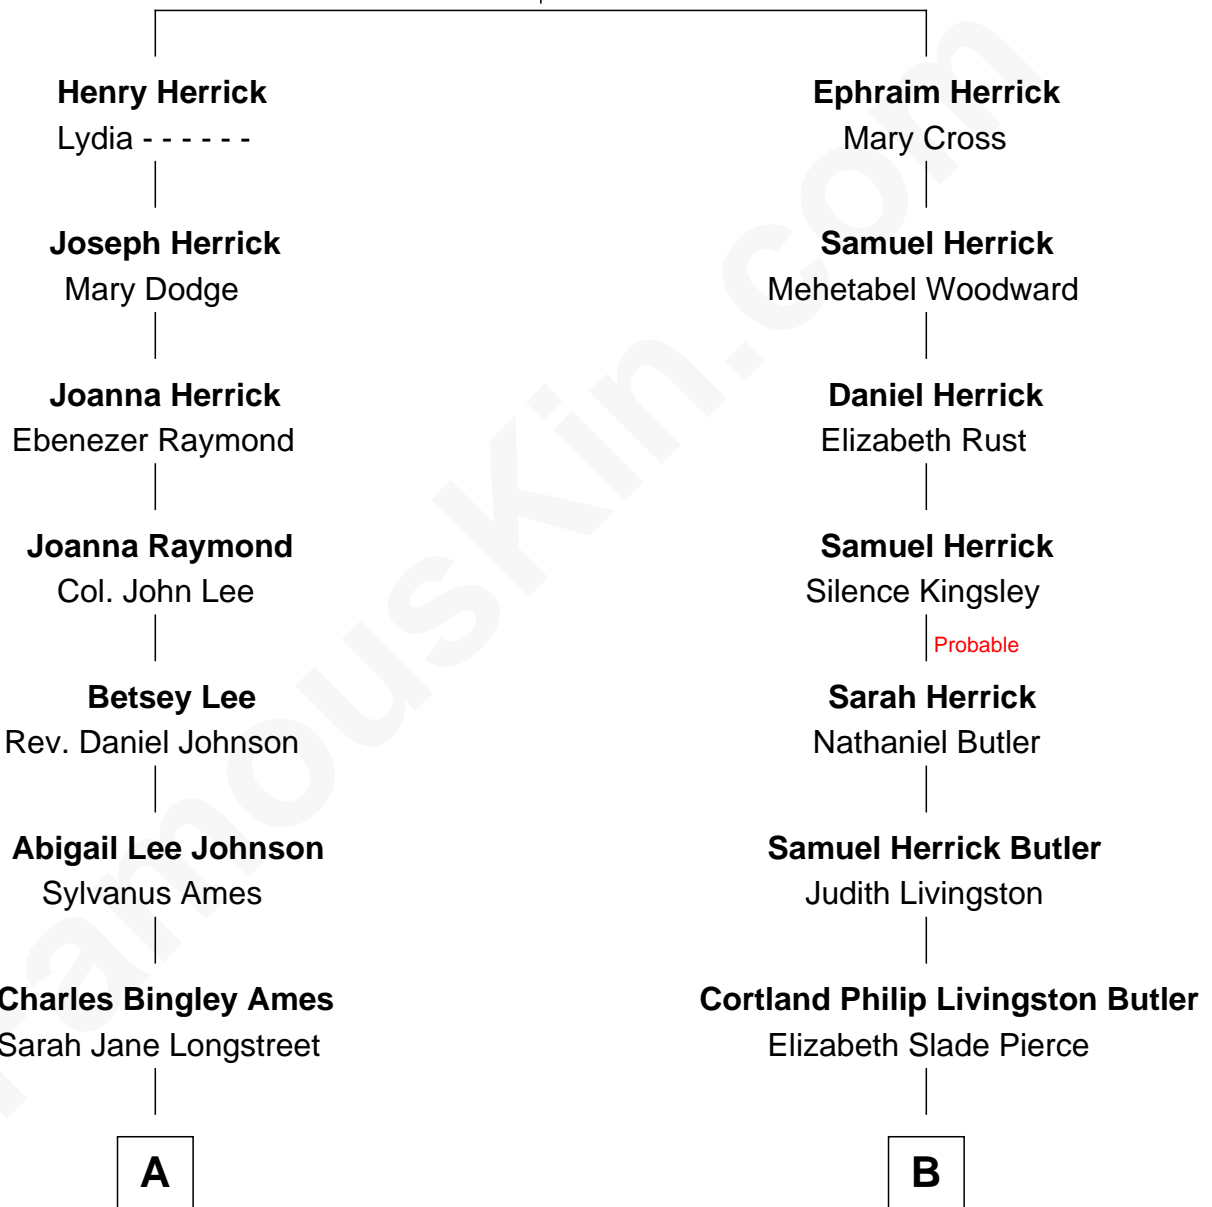 Henry Herrick
Lydia - - - - - -
Joseph Herrick
Mary Dodge
Joanna Herrick
Ebenezer Raymond
Joanna Raymond
Col. John Lee
Betsey Lee
Rev. Daniel Johnson
Abigail Lee Johnson
Sylvanus Ames
Charles Bingley Ames
Sarah Jane Longstreet
A
Ephraim Herrick
Mary Cross
Samuel Herrick
Mehetabel Woodward
Daniel Herrick
Elizabeth Rust
Samuel Herrick
Silence Kingsley
Probable
Sarah Herrick
Nathaniel Butler
Samuel Herrick Butler
Judith Livingston
Cortland Philip Livingston Butler
Elizabeth Slade Pierce
B
FamousKin.com